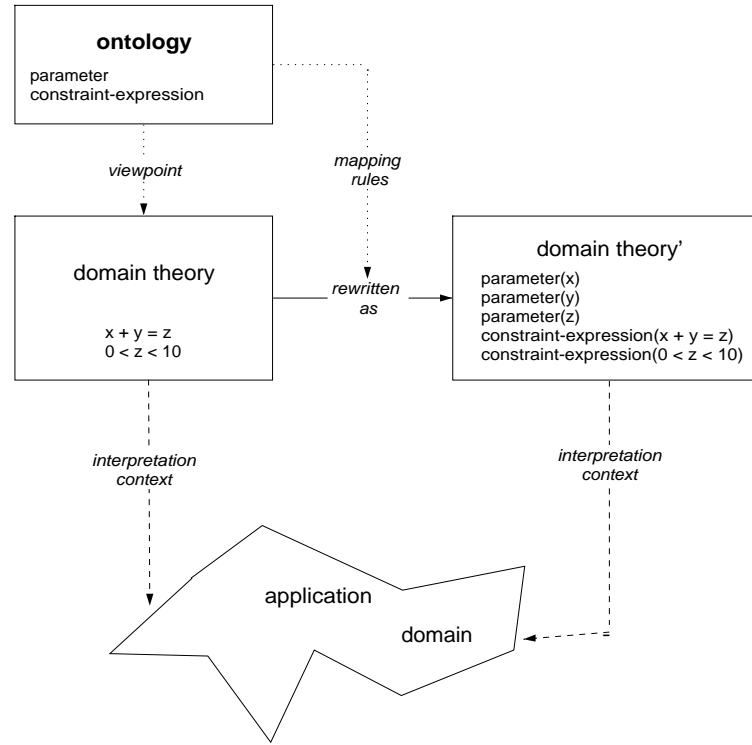 ontology
parameter
constraint-expression
viewpoint
mapping
rules
domain theory
x + y = z
0 < z < 10
rewritten
as
domain theory'
parameter(x)
parameter(y)
parameter(z)
constraint-expression(x + y = z)
constraint-expression(0 < z < 10)
interpretation
context
interpretation
context
application
domain